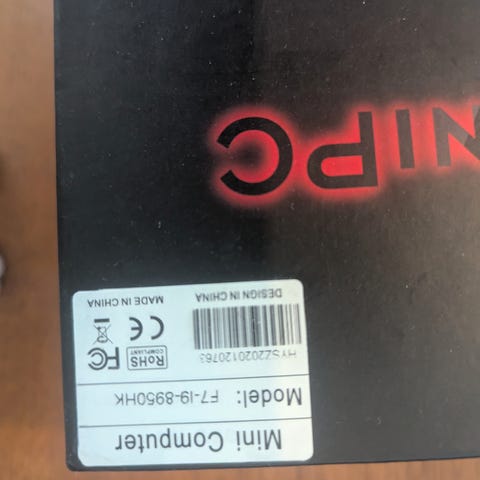 Mini Computer
Model: F7-I9-8950HK
HYSZ2020120763
RoHS
COMPLIANT
FC CE
DESIGN IN CHINA
MADE IN CHINA
NIPC